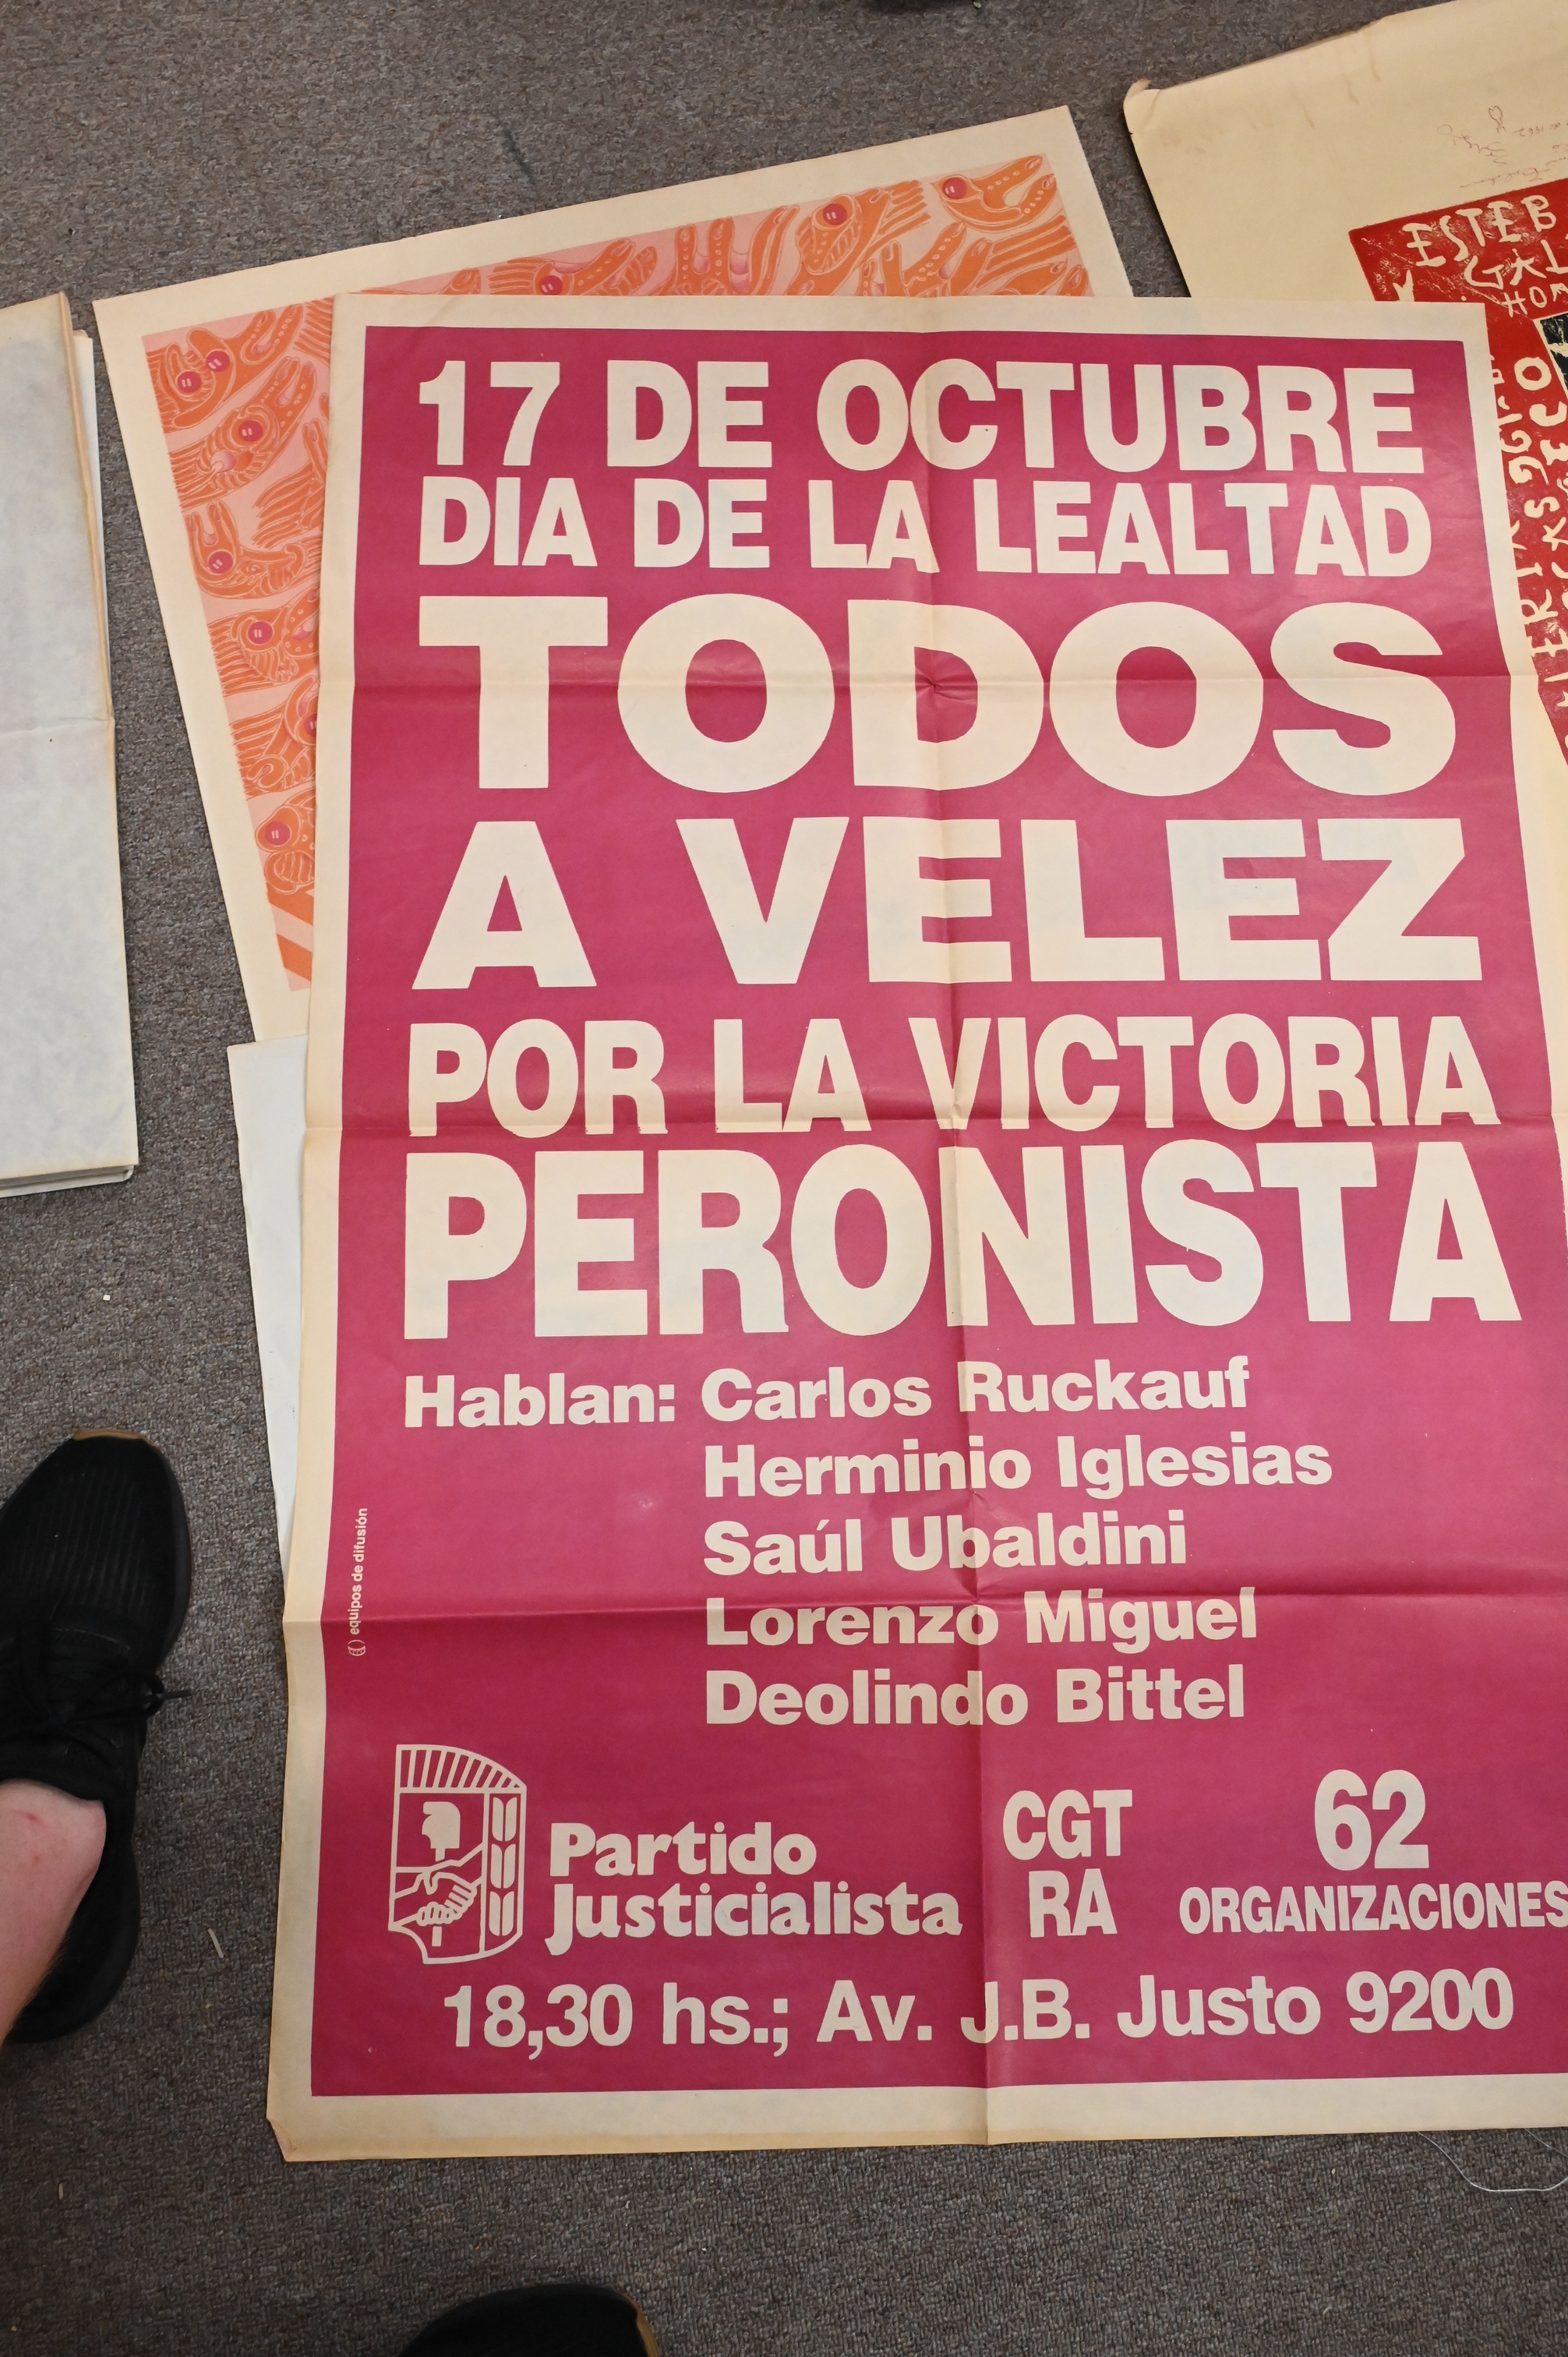 17 DE OCTUBRE
DIA DE LA LEALTAD
TODOS
A VELEZ
POR LA VICTORIA
PERONISTA
Hablan: Carlos Ruckauf
Herminio Iglesias
Saúl Ubaldini
Lorenzo Miguel
Deolindo Bittel
equipos de difusión
Partido
Justicialista
CGT
RA
62
ORGANIZACIONES
18,30 hs.; Av. J.B. Justo 9200
ESTEB